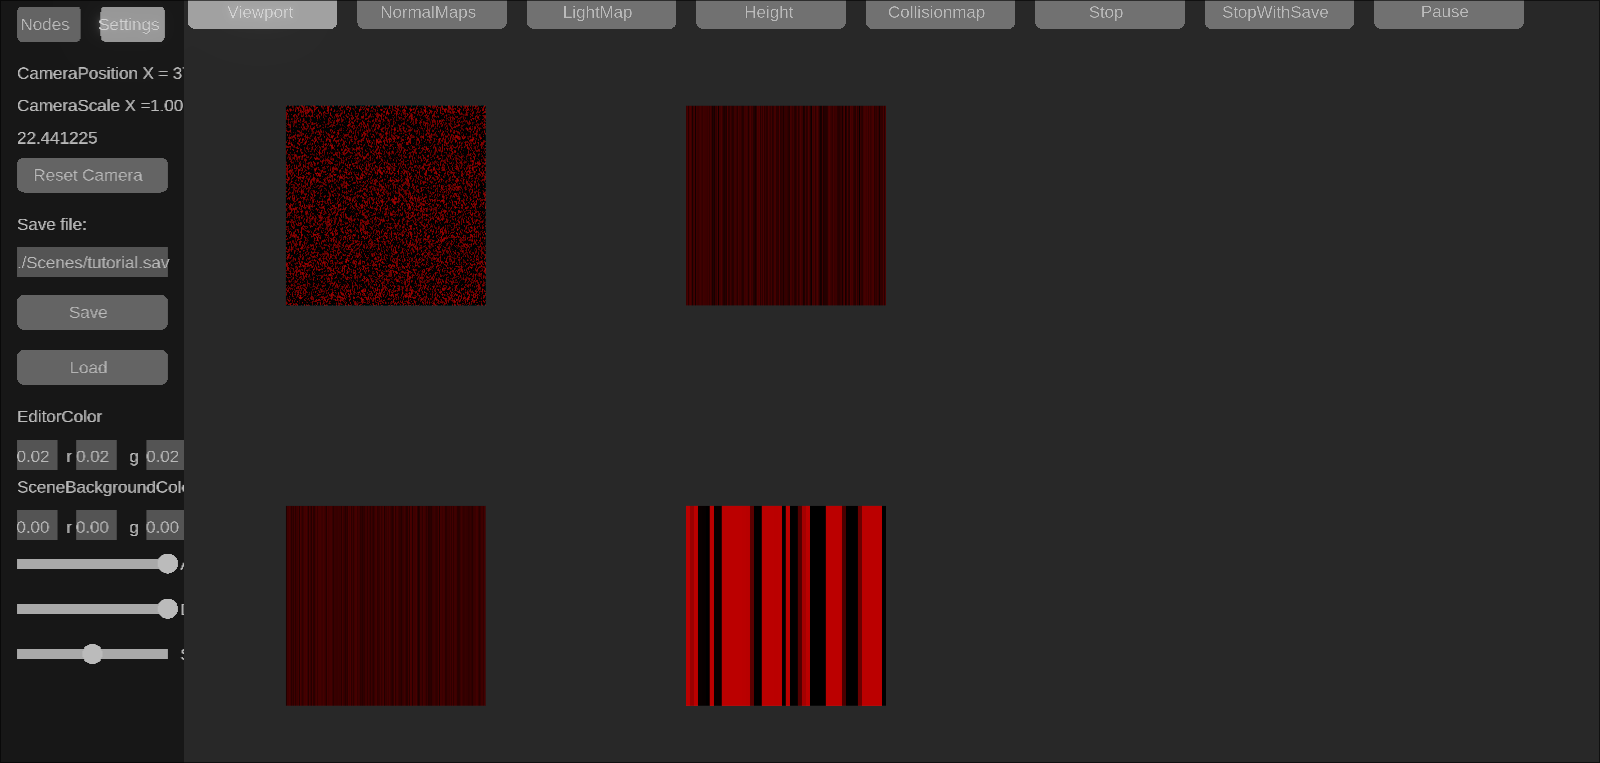 Nodes Settings
Viewport NormalMaps LightMap Height Collisionmap Stop StopWithSave Pause
CameraPosition X = 3
CameraScale X =1.00
22.441225
Reset Camera
Save file:
./Scenes/tutorial.sav
Save
Load
EditorColor
0.02 r 0.02 g 0.02
SceneBackgroundCol
0.00 r 0.00 g 0.00